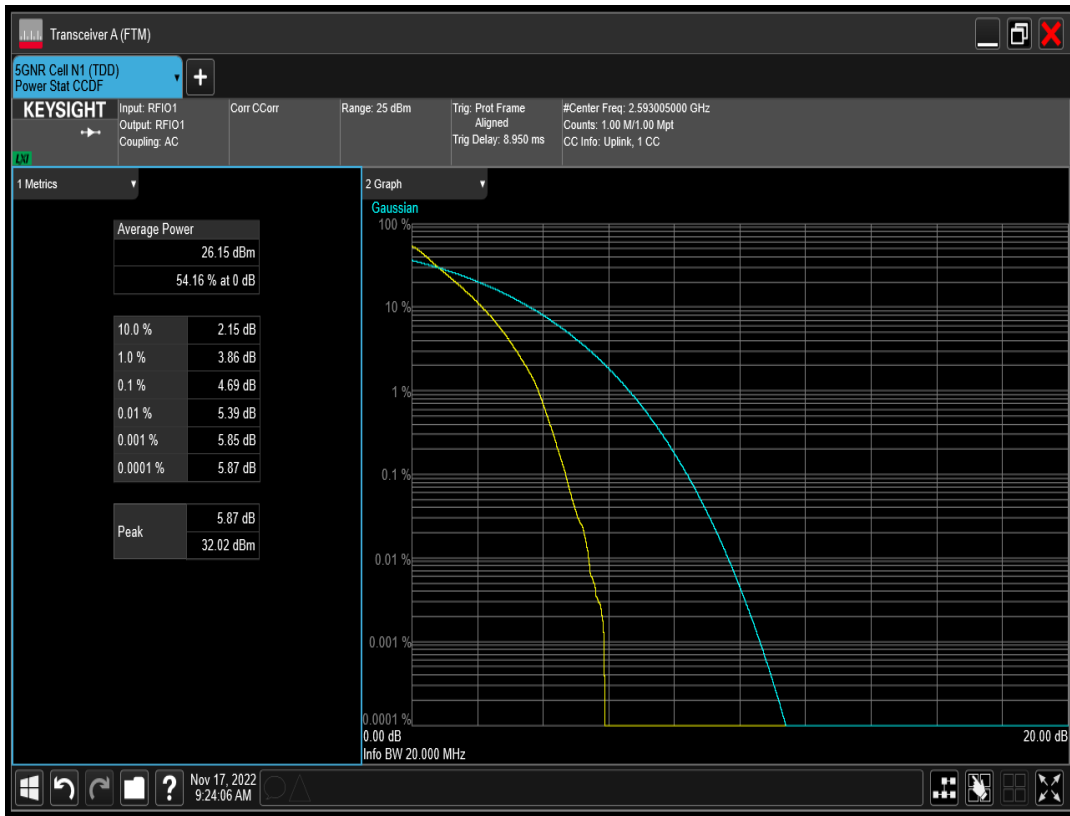 Transceiver A (FTM)
5GNR Cell N1 (TDD)
Power Stat CCDF
+
KEYSIGHT
LXI
Input: RFIO1
Output: RFIO1
Coupling: AC
Corr CCorr
Range: 25 dBm
Trig: Prot Frame
Aligned
Trig Delay: 8.950 ms
#Center Freq: 2.593005000 GHz
Counts: 1.00 M/1.00 Mpt
CC Info: Uplink, 1 CC
1 Metrics
Average Power
26.15 dBm
54.16 % at 0 dB
10.0 % 2.15 dB
1.0 % 3.86 dB
0.1 % 4.69 dB
0.01 % 5.39 dB
0.001 % 5.85 dB
0.0001 % 5.87 dB
Peak
5.87 dB
32.02 dBm
2 Graph
Gaussian
100 %
10 %
1 %
0.1 %
0.01 %
0.001 %
0.0001 %
0.00 dB 20.00 dB
Info BW 20.000 MHz
?
Nov 17, 2022
9:24:06 AM